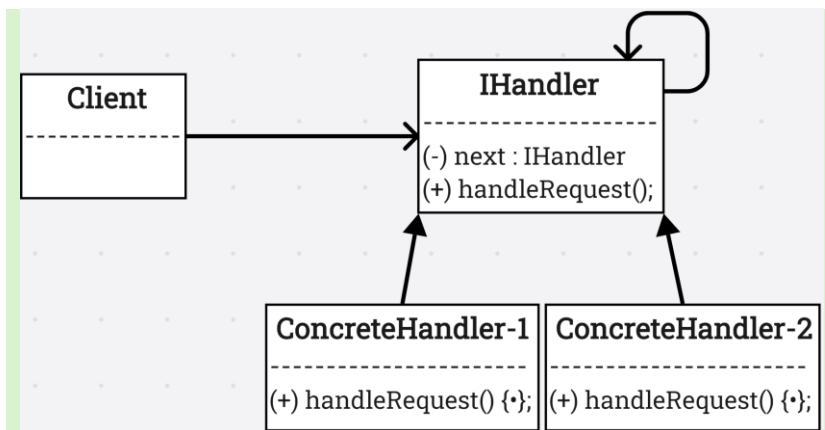 Client
IHandler
(-) next : IHandler
(+) handleRequest();
ConcreteHandler-1
(+) handleRequest() {•};
ConcreteHandler-2
(+) handleRequest() {•};